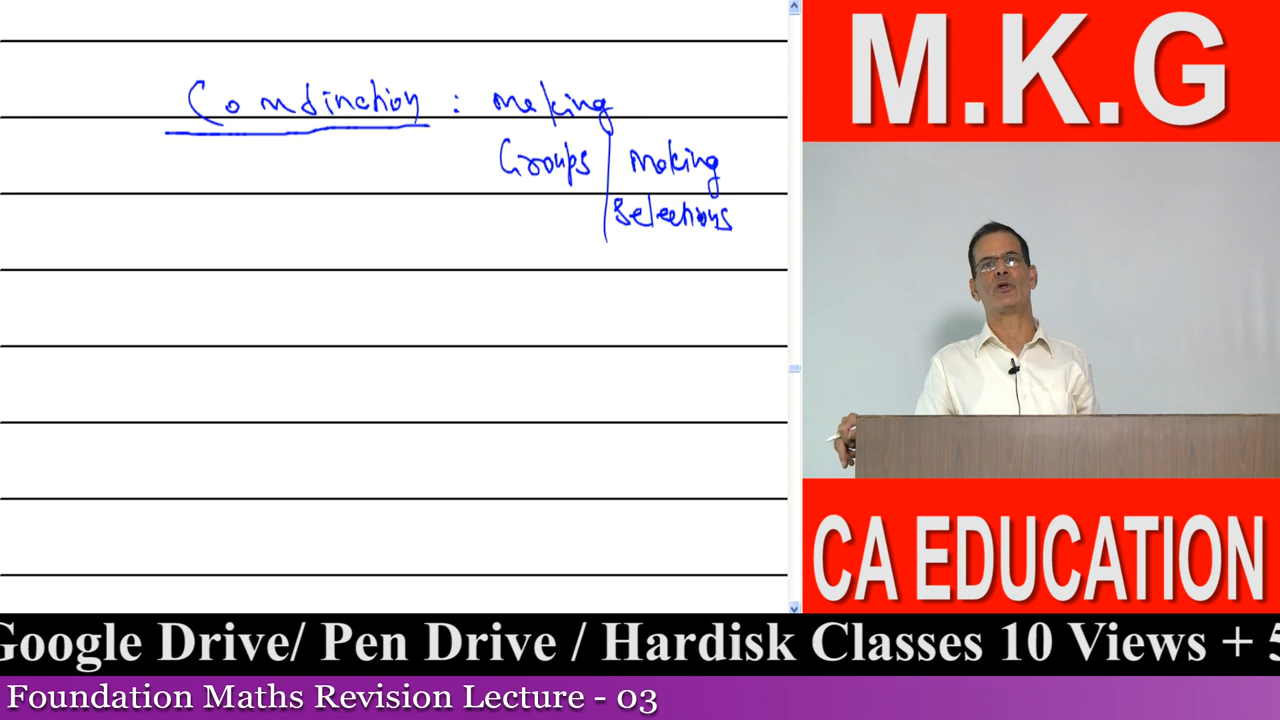 Combination : making
Groups | making
selections
M.K.G
CA EDUCATION
Google Drive/ Pen Drive / Hardisk Classes 10 Views + 5
Foundation Maths Revision Lecture - 03